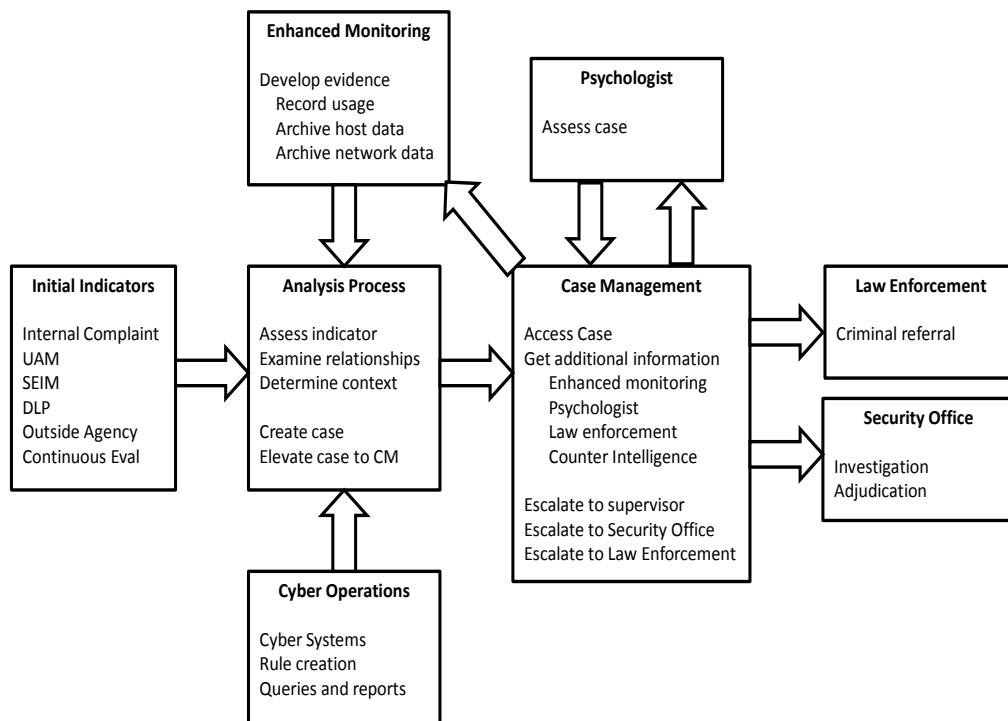 Enhanced Monitoring
Develop evidence
Record usage
Archive host data
Archive network data
Psychologist
Assess case
Initial Indicators
Internal Complaint
UAM
SEIM
DLP
Outside Agency
Continuous Eval
Analysis Process
Assess indicator
Examine relationships
Determine context
Create case
Elevate case to CM
Case Management
Access Case
Get additional information
Enhanced monitoring
Psychologist
Law enforcement
Counter Intelligence
Escalate to supervisor
Escalate to Security Office
Escalate to Law Enforcement
Law Enforcement
Criminal referral
Security Office
Investigation
Adjudication
Cyber Operations
Cyber Systems
Rule creation
Queries and reports